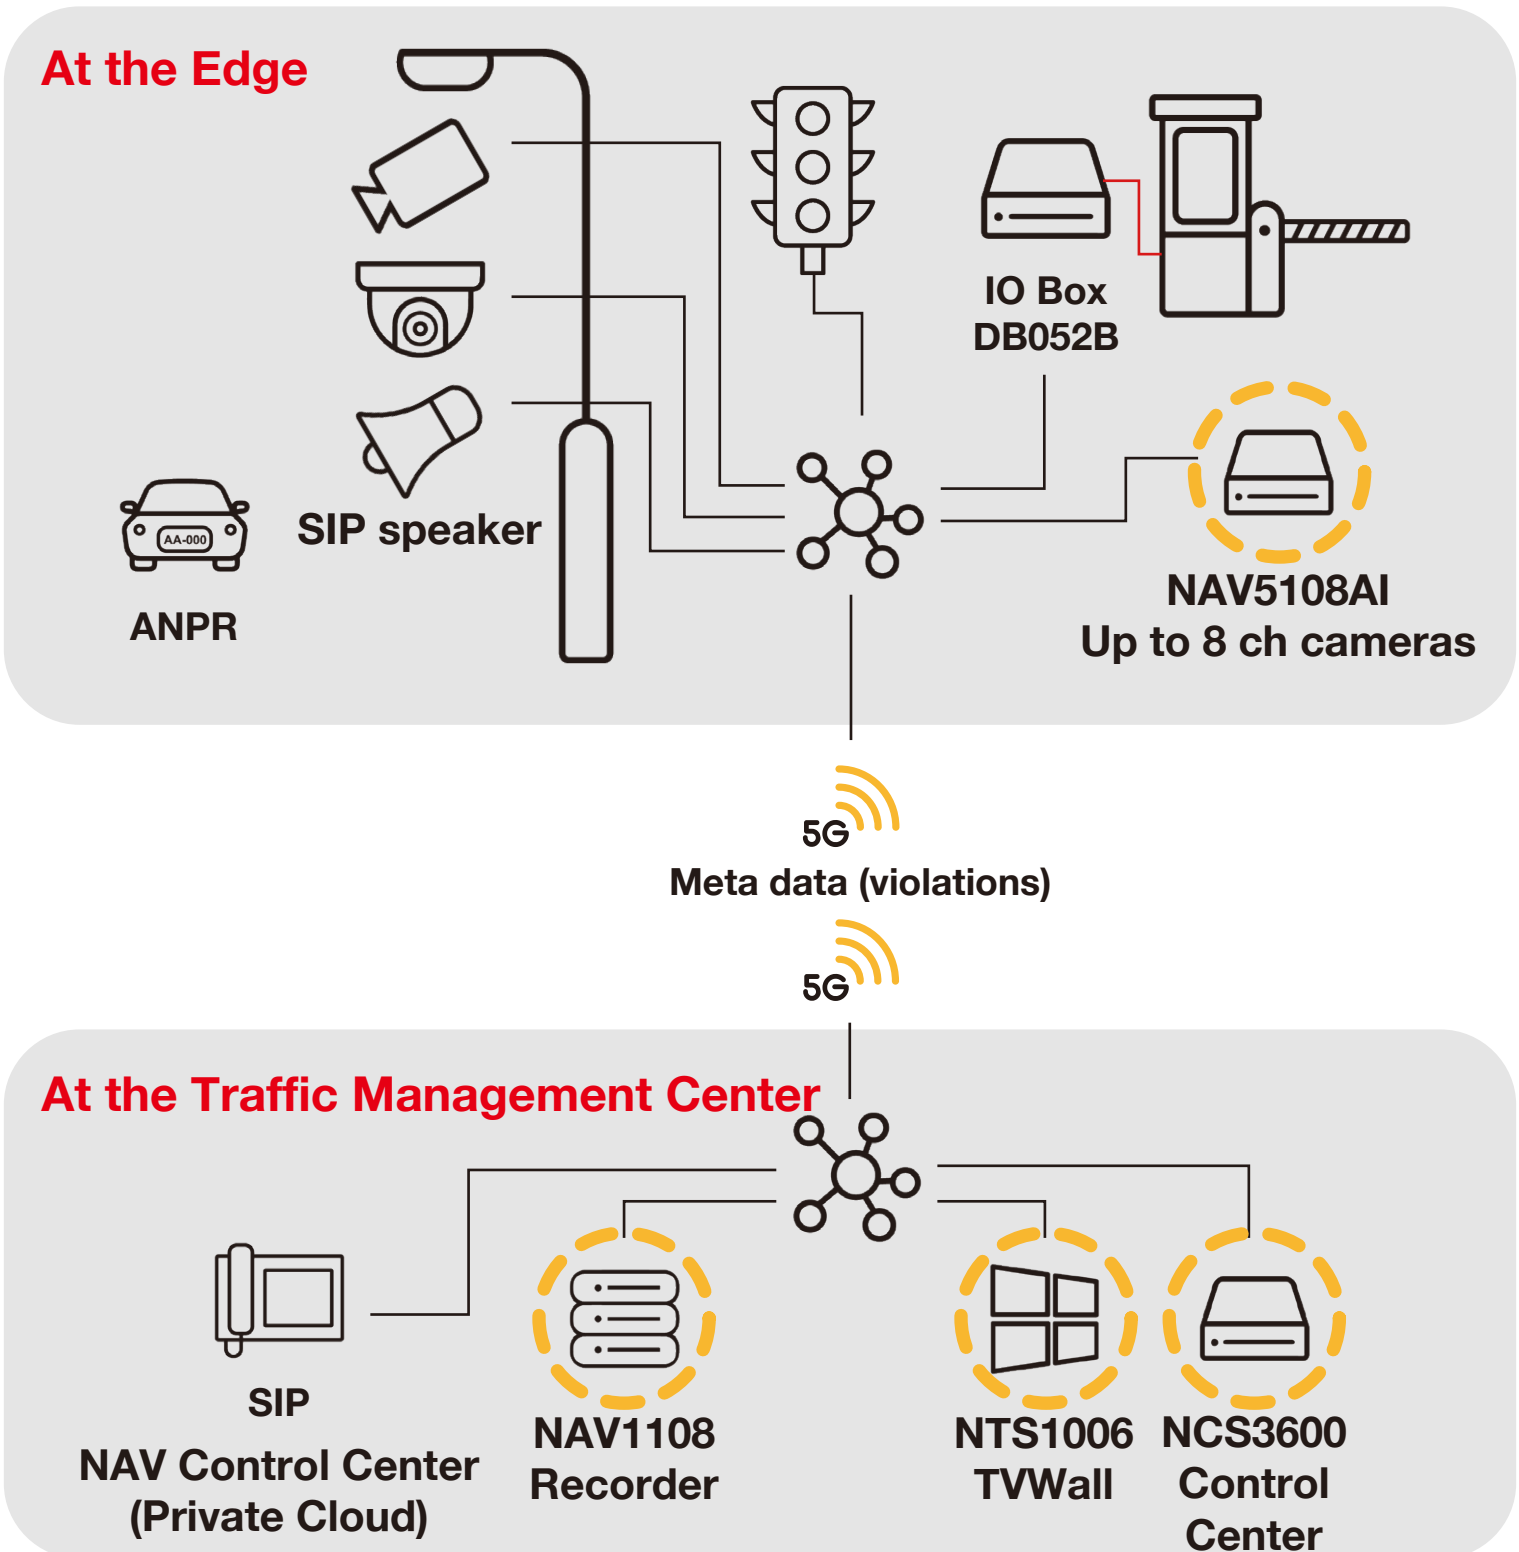 At the Edge
IO Box
DB052B
SIP speaker
AA-000
ANPR
NAV5108AI
Up to 8 ch cameras
5G
Meta data (violations)
5G
At the Traffic Management Center
SIP
NAV Control Center
(Private Cloud)
NAV1108
Recorder
NTS1006
TVWall
NCS3600
Control
Center